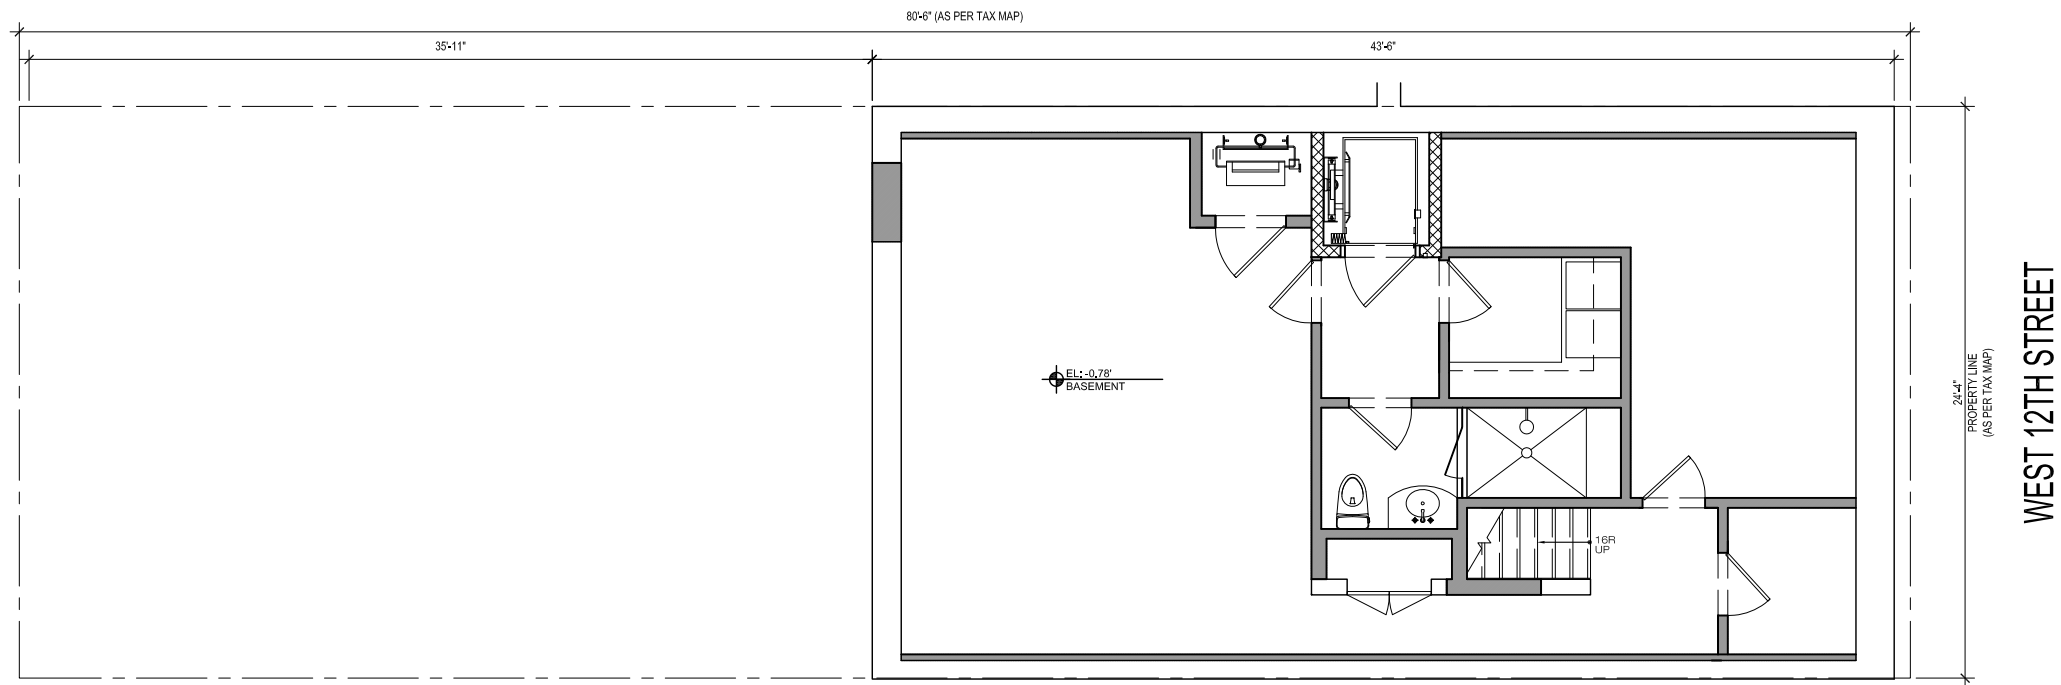 80'-6" (AS PER TAX MAP)
35'-11"
43'-6"
EL: -0.78'
BASEMENT
16R
UP
24'-4"
PROPERTY LINE
(AS PER TAX MAP)
WEST 12TH STREET